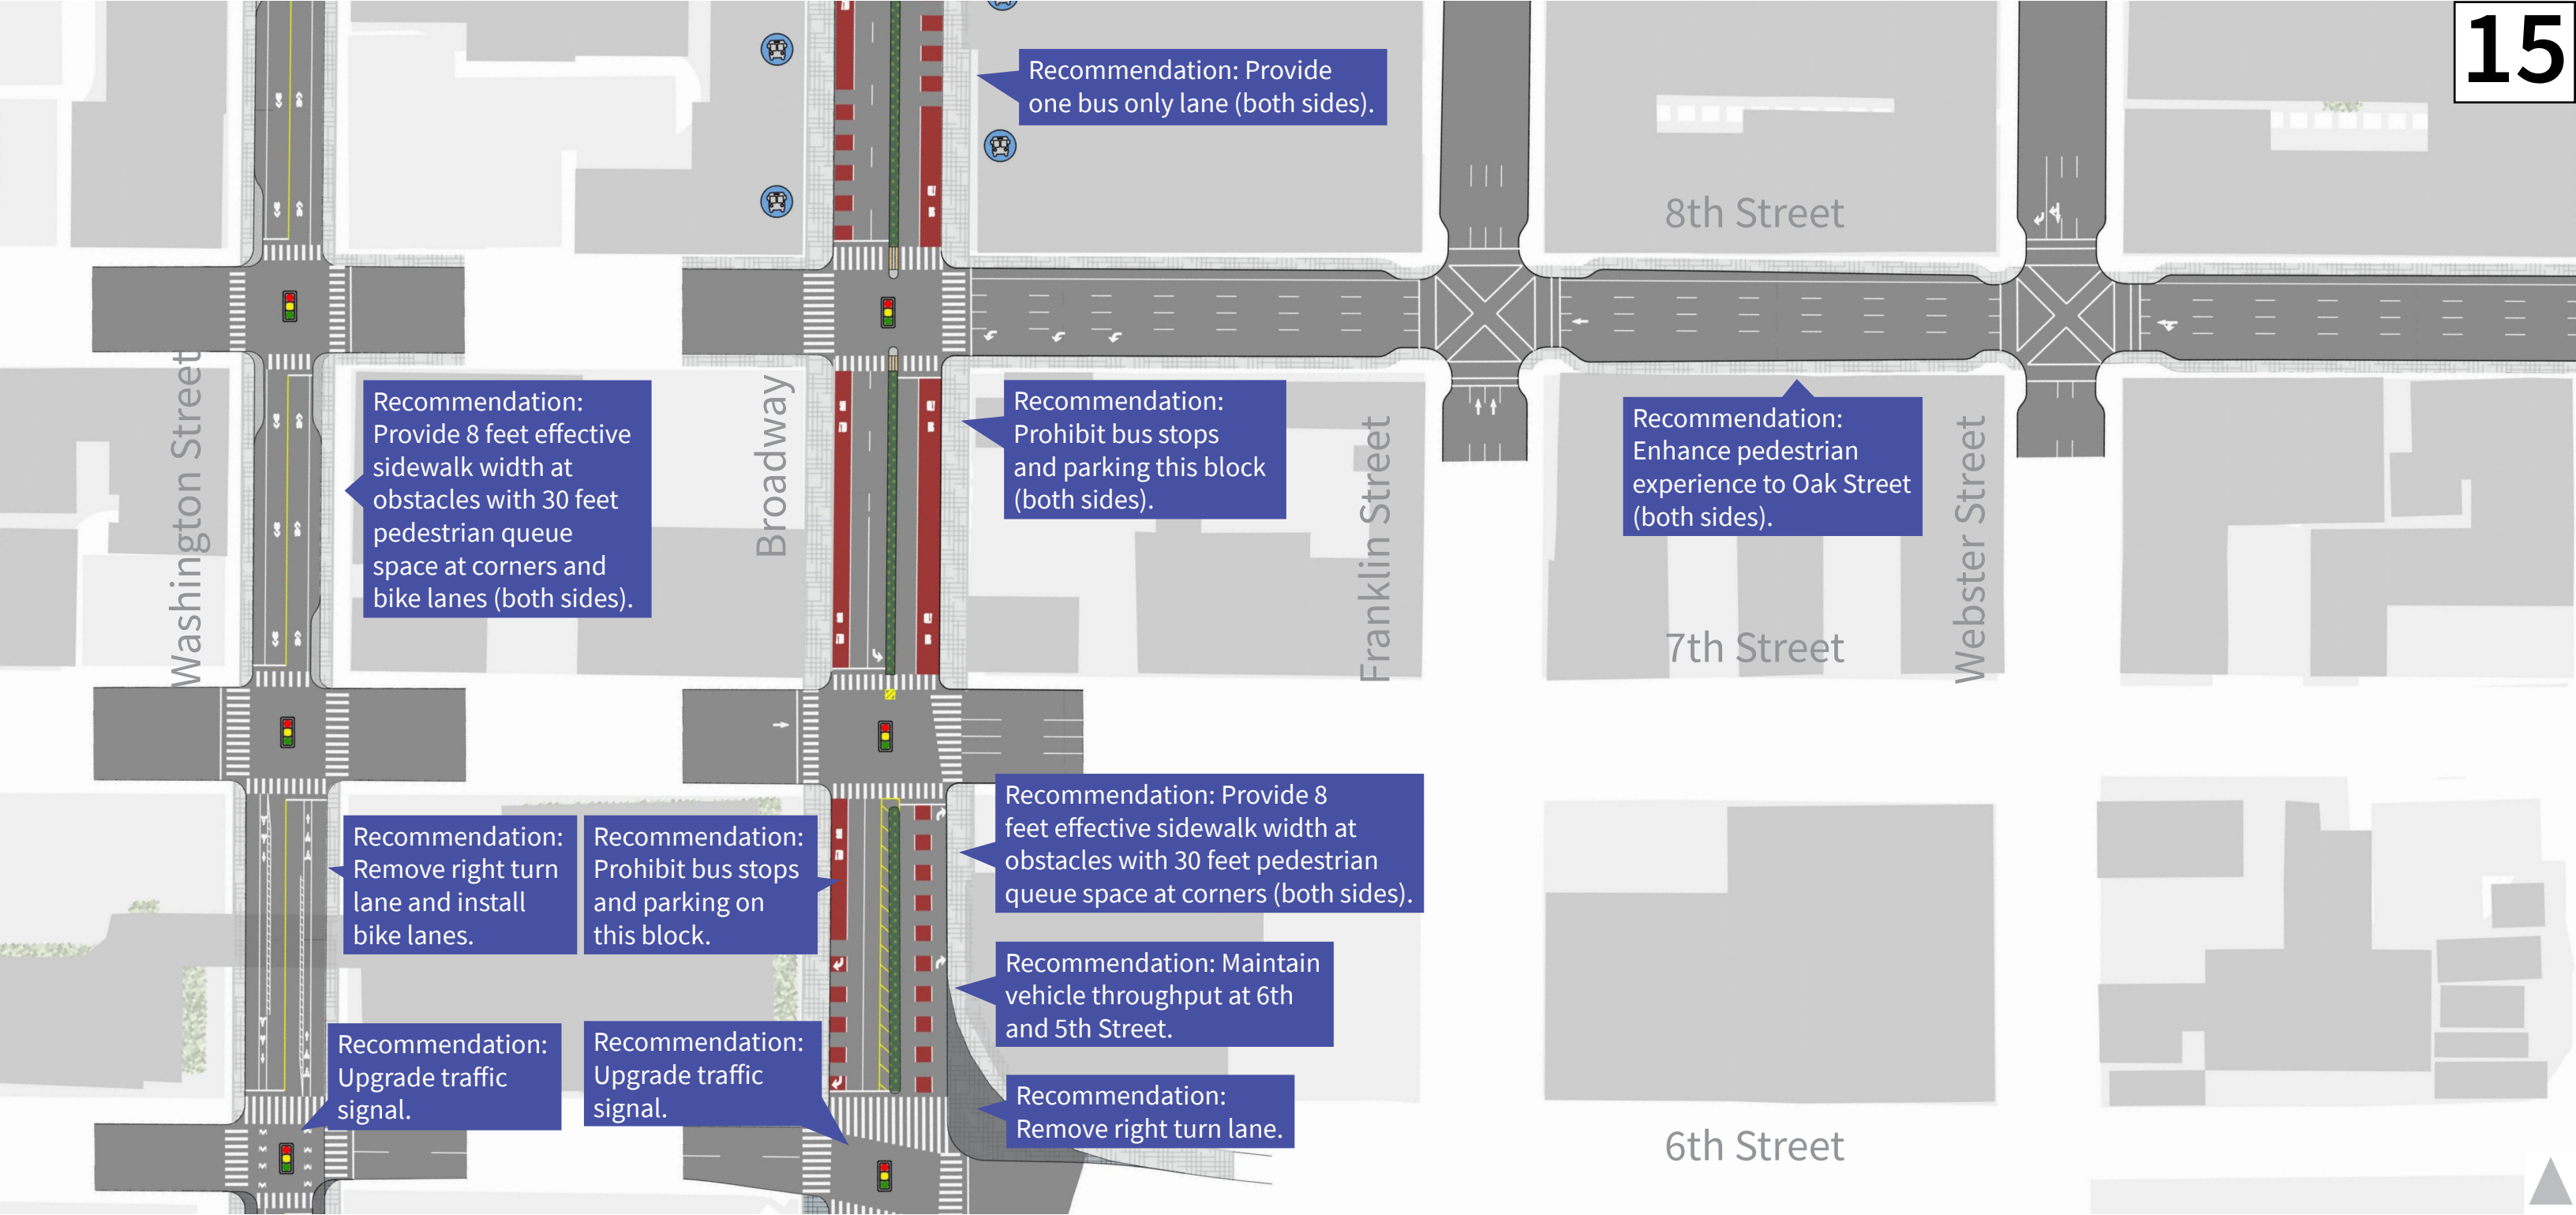 15
Recommendation: Provide
one bus only lane (both sides).
8th Street
Washington Street
Recommendation:
Provide 8 feet effective
sidewalk width at
obstacles with 30 feet
pedestrian queue
space at corners and
bike lanes (both sides).
Broadway
Recommendation:
Prohibit bus stops
and parking this block
(both sides).
Franklin Street
Recommendation:
Enhance pedestrian
experience to Oak Street
(both sides).
Webster Street
7th Street
Recommendation:
Remove right turn
lane and install
bike lanes.
Recommendation:
Prohibit bus stops
and parking on
this block.
Recommendation: Provide 8
feet effective sidewalk width at
obstacles with 30 feet pedestrian
queue space at corners (both sides).
Recommendation: Maintain
vehicle throughput at 6th
and 5th Street.
Recommendation:
Upgrade traffic
signal.
Recommendation:
Upgrade traffic
signal.
Recommendation:
Remove right turn lane.
6th Street